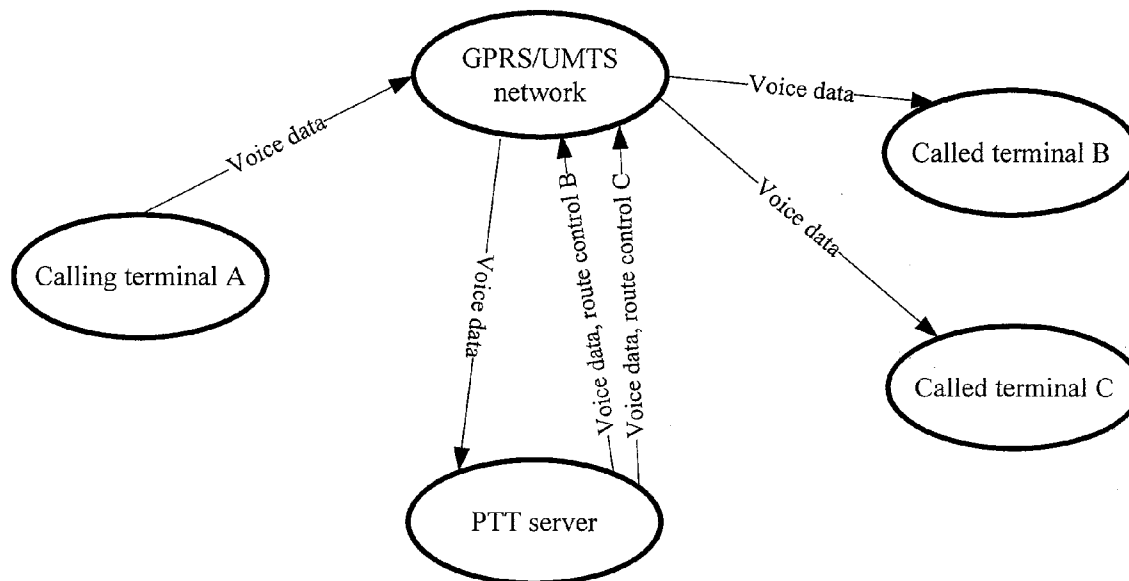 GPRS/UMTS
network
Voice data
Voice data
Called terminal B
Voice data
Calling terminal A
Voice data
Voice data, route control B
Voice data, route control C
Called terminal C
PTT server